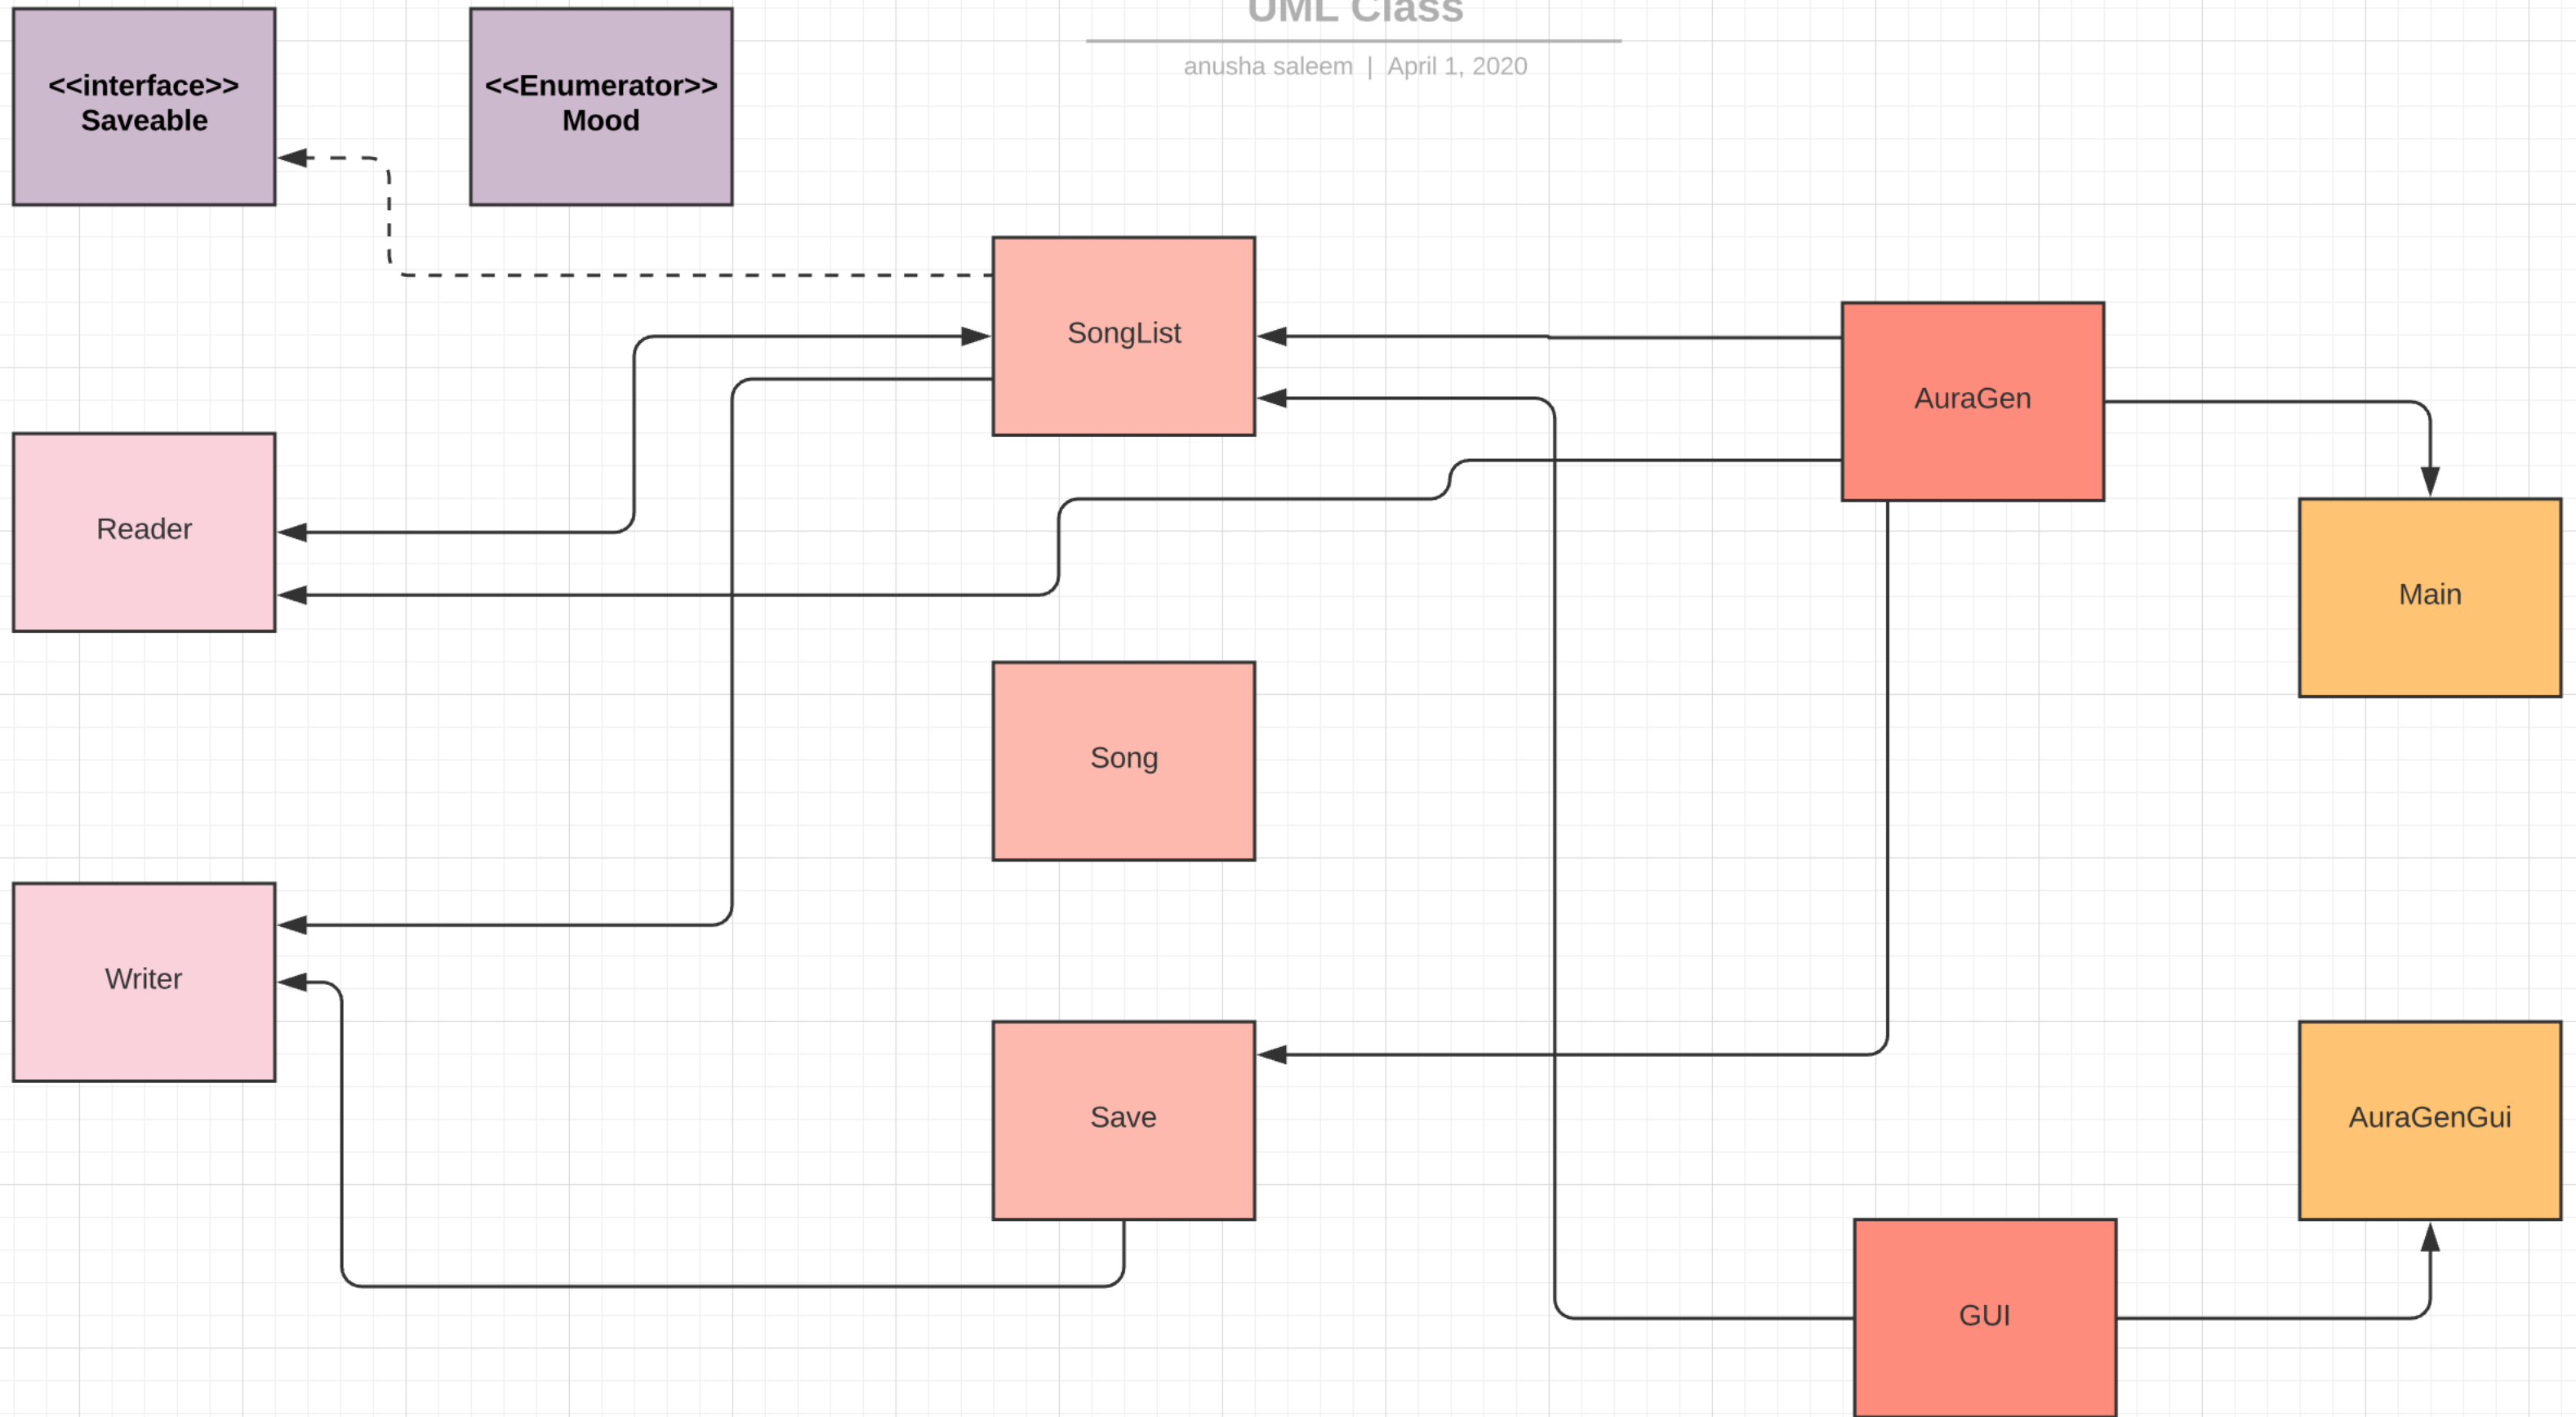 UML Class
anusha saleem | April 1, 2020
<<interface>>
Saveable
<<Enumerator>>
Mood
SongList
AuraGen
Reader
Main
Song
Writer
Save
AuraGenGui
GUI